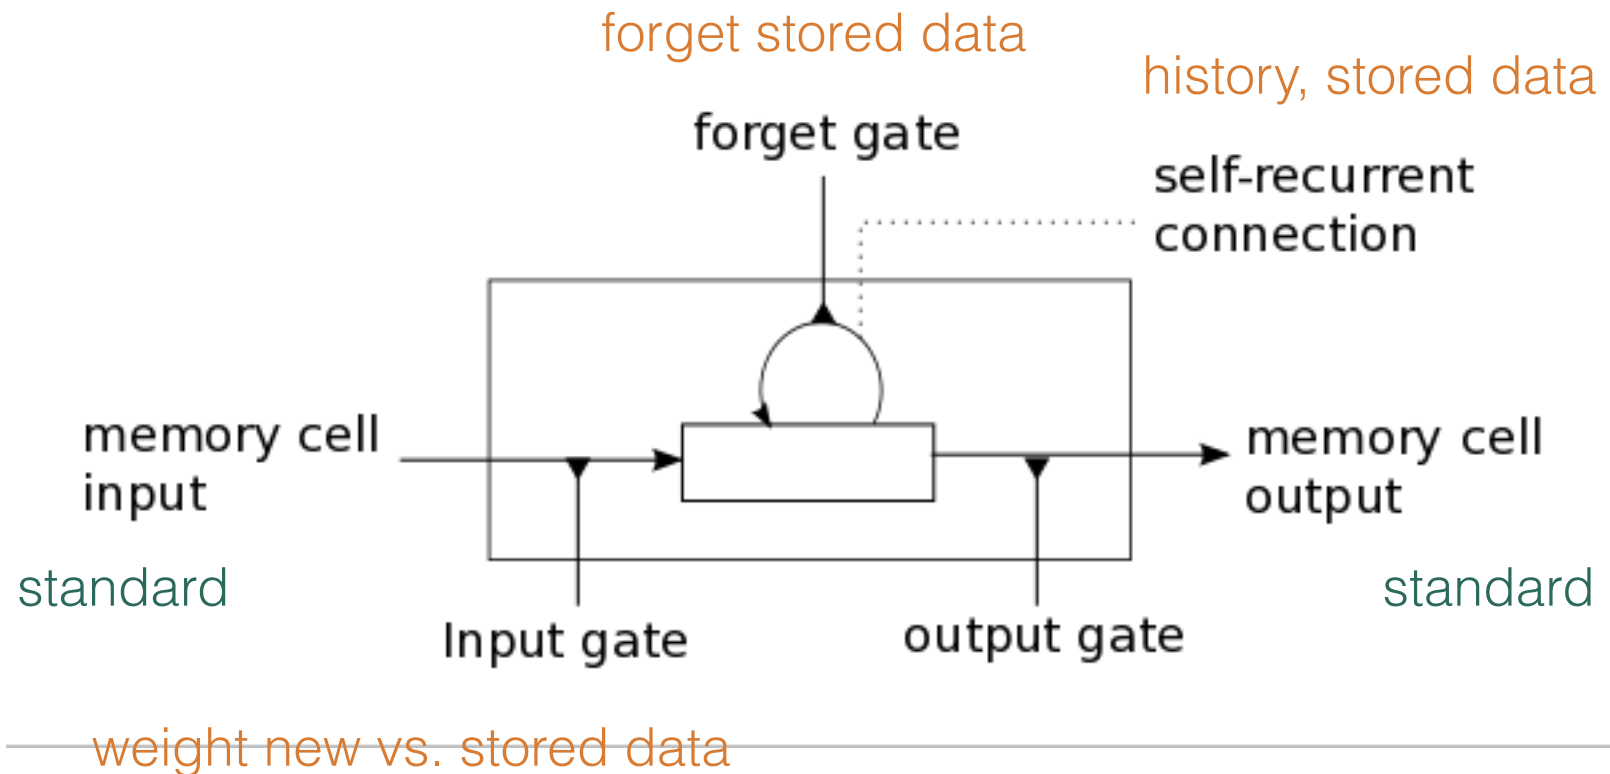 forget stored data
history, stored data
forget gate
self-recurrent
connection
memory cell
input
memory cell
output
standard
standard
Input gate
output gate
weight new vs. stored data